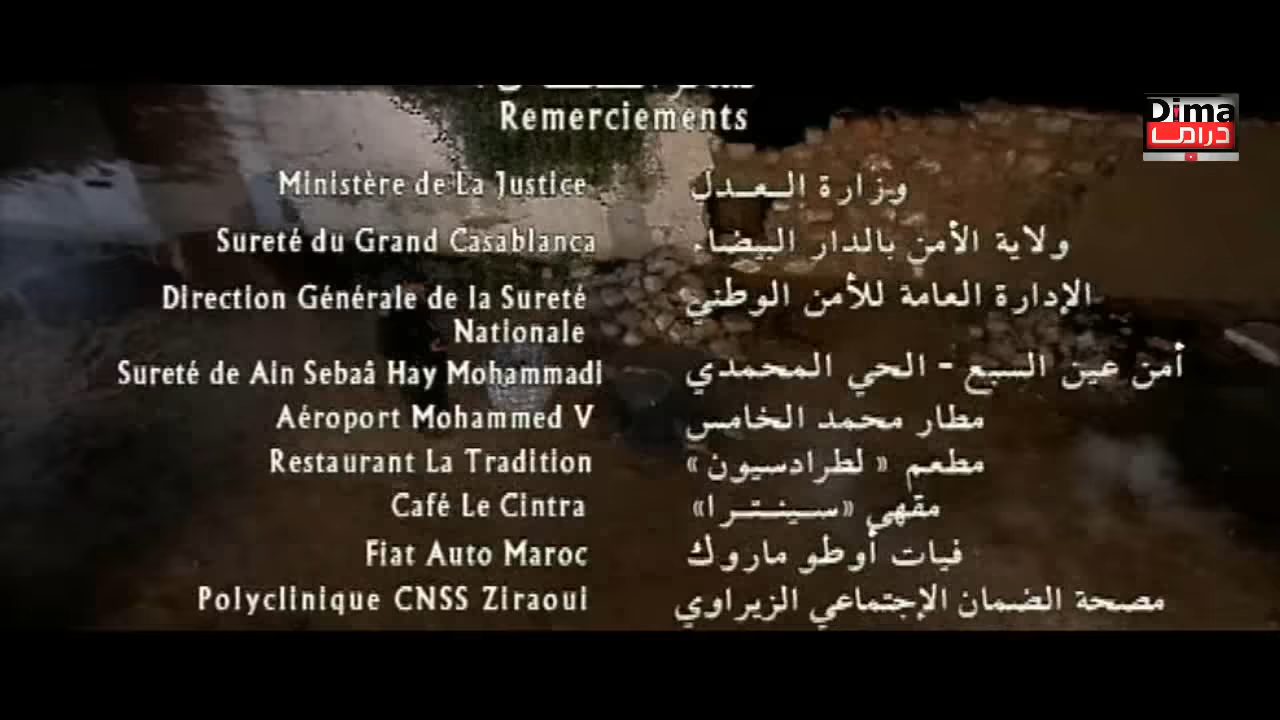 Dima
دراما
Remerciements
Ministère de La Justice وزارة العدل
Sureté du Grand Casablanca ولاية الأمن بالدار البيضاء
Direction Générale de la Sureté الإدارة العامة للأمن الوطني
Nationale
Sureté de Ain Sebaâ Hay Mohammadi أمن عين السبع - الحي المحمدي
Aéroport Mohammed V مطار محمد الخامس
Restaurant La Tradition مطعم « لطرادسيون »
Café Le Cintra مقهى «سينترا»
Fiat Auto Maroc فيات أوطو ماروك
Polyclinique CNSS Ziraoui مصحة الضمان الإجتماعي الزيراوي